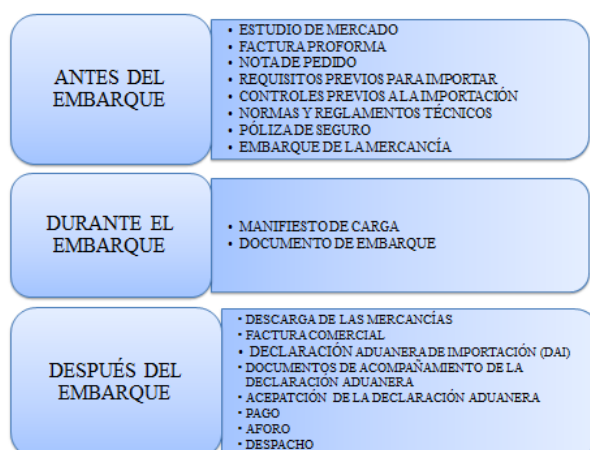 ANTES DEL
EMBARQUE
• ESTUDIO DE MERCADO
• FACTURA PROFORMA
• NOTA DE PEDIDO
• REQUISITOS PREVIOS PARA IMPORTAR
• CONTROLES PREVIOS A LA IMPORTACIÓN
• NORMAS Y REGLAMENTOS TÉCNICOS
• PÓLIZA DE SEGURO
• EMBARQUE DE LA MERCANCÍA
DURANTE EL
EMBARQUE
• MANIFIESTO DE CARGA
• DOCUMENTO DE EMBARQUE
DESPUÉS DEL
EMBARQUE
• DESCARGA DE LAS MERCANCÍAS
• FACTURA COMERCIAL
• DECLARACIÓN ADUANERA DE IMPORTACIÓN (DAI)
• DOCUMENTOS DE ACOMPAÑAMIENTO DE LA
DECLARACIÓN ADUANERA
• ACEPATCIÓN DE LA DECLARACIÓN ADUANERA
• PAGO
• AFORO
• DESPACHO